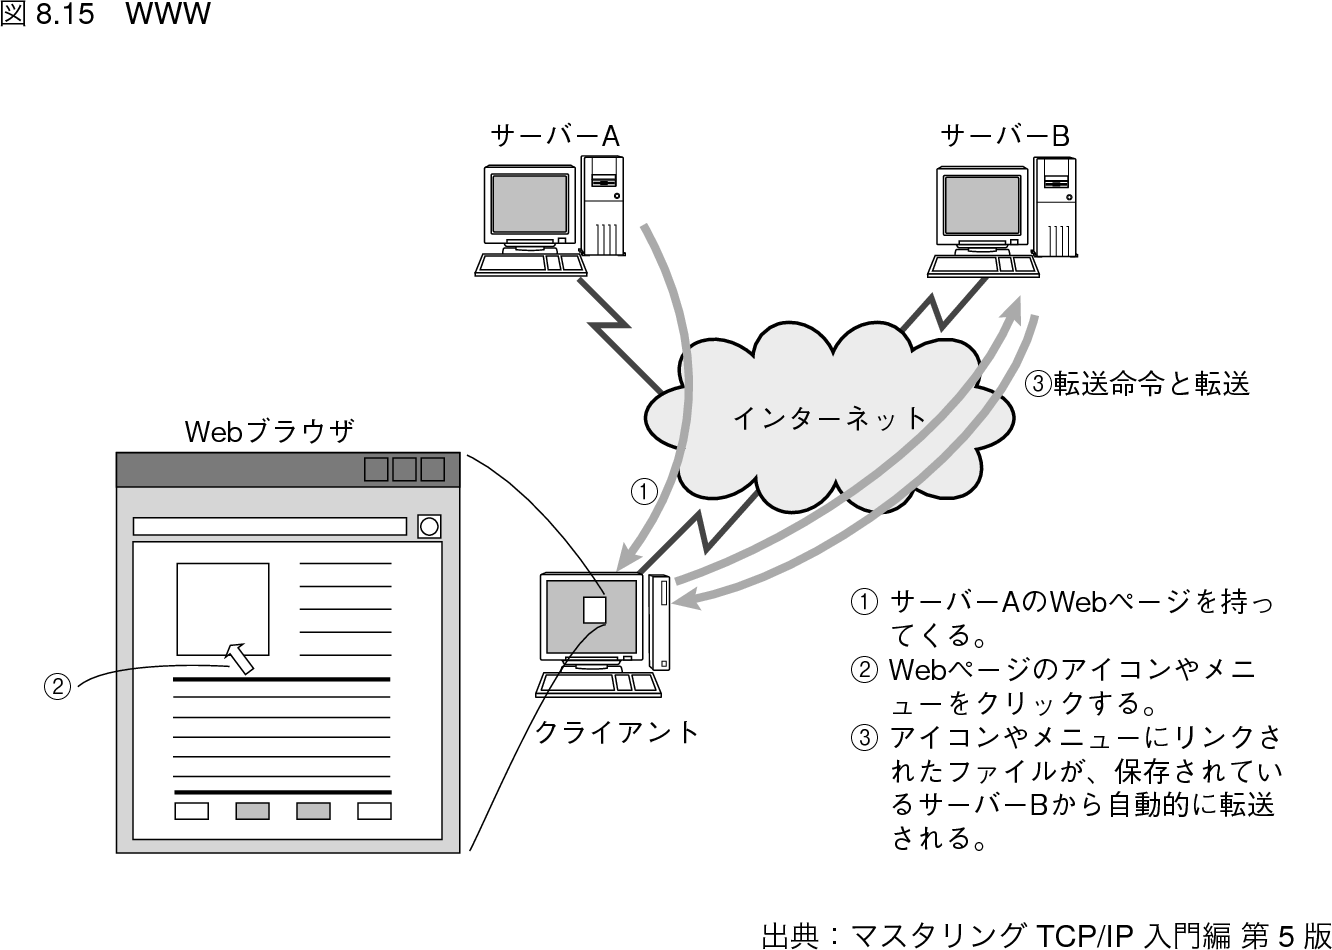 図 8.15 WWW
サーバーA
サーバーB
③転送命令と転送
インターネット
Webブラウザ
①
②
クライアント
① サーバーAのWebページを持っ
てくる。
② Webページのアイコンやメニ
ューをクリックする。
③ アイコンやメニューにリンクさ
れたファイルが、保存されてい
るサーバーBから自動的に転送
される。
出典：マスタリング TCP/IP 入門編 第 5 版